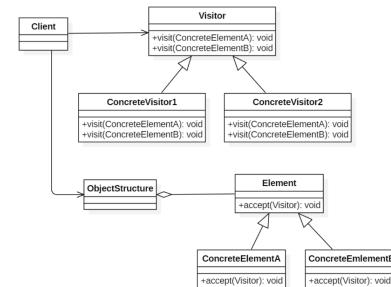 Client
Visitor
+visit(ConcreteElementA): void
+visit(ConcreteElementB): void
ConcreteVisitor1
+visit(ConcreteElementA): void
+visit(ConcreteElementB): void
ConcreteVisitor2
+visit(ConcreteElementA): void
+visit(ConcreteElementB): void
ObjectStructure
Element
+accept(Visitor): void
ConcreteElementA
+accept(Visitor): void
ConcreteEmlementB
+accept(Visitor): void